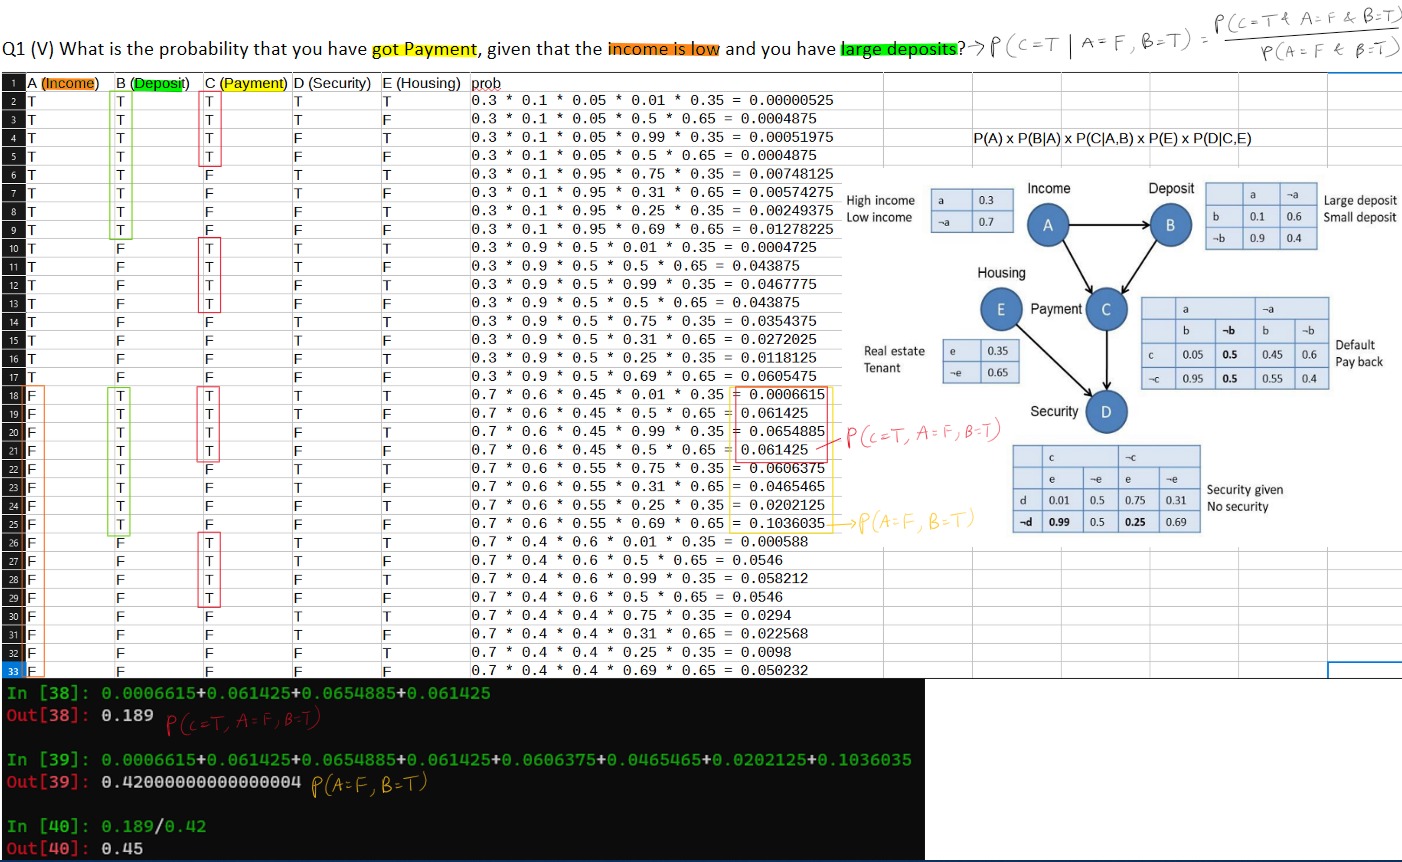 P(C=T & A=F & B=T)
Q1 (V) What is the probability that you have got Payment, given that the income is low and you have large deposits?→P(C=T | A=F, B=T) =
P(A=F & B=T)
1 A (Income) B (Deposit) C (Payment) D (Security) E (Housing) prob
2 T T T T T 0.3 * 0.1 * 0.05 * 0.01 * 0.35 = 0.00000525
3 T T T T F 0.3 * 0.1 * 0.05 * 0.5 * 0.65 = 0.0004875
4 T T T F T 0.3 * 0.1 * 0.05 * 0.99 * 0.35 = 0.00051975
5 T T T F F 0.3 * 0.1 * 0.05 * 0.5 * 0.65 = 0.0004875
6 T T F T T 0.3 * 0.1 * 0.95 * 0.75 * 0.35 = 0.00748125
7 T T F T F 0.3 * 0.1 * 0.95 * 0.31 * 0.65 = 0.00574275
8 T T F F T 0.3 * 0.1 * 0.95 * 0.25 * 0.35 = 0.00249375
9 T T F F F 0.3 * 0.1 * 0.95 * 0.69 * 0.65 = 0.01278225
10 T F T T T 0.3 * 0.9 * 0.5 * 0.01 * 0.35 = 0.0004725
11 T F T T F 0.3 * 0.9 * 0.5 * 0.5 * 0.65 = 0.043875
12 T F T F T 0.3 * 0.9 * 0.5 * 0.99 * 0.35 = 0.0467775
13 T F T F F 0.3 * 0.9 * 0.5 * 0.5 * 0.65 = 0.043875
14 T F F T T 0.3 * 0.9 * 0.5 * 0.75 * 0.35 = 0.0354375
15 T F F T F 0.3 * 0.9 * 0.5 * 0.31 * 0.65 = 0.0272025
16 T F F F T 0.3 * 0.9 * 0.5 * 0.25 * 0.35 = 0.0118125
17 T F F F F 0.3 * 0.9 * 0.5 * 0.69 * 0.65 = 0.0605475
18 F T T T T 0.7 * 0.6 * 0.45 * 0.01 * 0.35 = 0.0006615
19 F T T T F 0.7 * 0.6 * 0.45 * 0.5 * 0.65 = 0.061425
20 F T T F T 0.7 * 0.6 * 0.45 * 0.99 * 0.35 = 0.0654885
21 F T T F F 0.7 * 0.6 * 0.45 * 0.5 * 0.65 = 0.061425
22 F T F T T 0.7 * 0.6 * 0.55 * 0.75 * 0.35 = 0.0606375
23 F T F T F 0.7 * 0.6 * 0.55 * 0.31 * 0.65 = 0.0465465
24 F T F F T 0.7 * 0.6 * 0.55 * 0.25 * 0.35 = 0.0202125
25 F T F F F 0.7 * 0.6 * 0.55 * 0.69 * 0.65 = 0.1036035
26 F F T T T 0.7 * 0.4 * 0.6 * 0.01 * 0.35 = 0.000588
27 F F T T F 0.7 * 0.4 * 0.6 * 0.5 * 0.65 = 0.0546
28 F F T F T 0.7 * 0.4 * 0.6 * 0.99 * 0.35 = 0.058212
29 F F T F F 0.7 * 0.4 * 0.6 * 0.5 * 0.65 = 0.0546
30 F F F T T 0.7 * 0.4 * 0.4 * 0.75 * 0.35 = 0.0294
31 F F F T F 0.7 * 0.4 * 0.4 * 0.31 * 0.65 = 0.022568
32 F F F F T 0.7 * 0.4 * 0.4 * 0.25 * 0.35 = 0.0098
33 F F F F F 0.7 * 0.4 * 0.4 * 0.69 * 0.65 = 0.050232
P(C=T, A=F, B=T)
→P(A=F, B=T)
P(A) x P(B|A) x P(C|A,B) x P(E) x P(D|C,E)
Income
Deposit
High income a 0.3
Low income ¬a 0.7
A
B
a ¬a
b 0.1 0.6 Large deposit
¬b 0.9 0.4 Small deposit
Housing
E
Payment
C
a ¬a
b ¬b b ¬b
c 0.05 0.5 0.45 0.6 Default
¬c 0.95 0.5 0.55 0.4 Pay back
Real estate e 0.35
Tenant ¬e 0.65
Security
D
c ¬c
e ¬e e ¬e
d 0.01 0.5 0.75 0.31 Security given
¬d 0.99 0.5 0.25 0.69 No security
In [38]: 0.0006615+0.061425+0.0654885+0.061425
Out[38]: 0.189 P(C=T, A=F, B=T)
In [39]: 0.0006615+0.061425+0.0654885+0.061425+0.0606375+0.0465465+0.0202125+0.1036035
Out[39]: 0.42000000000000004 P(A=F, B=T)
In [40]: 0.189/0.42
Out[40]: 0.45